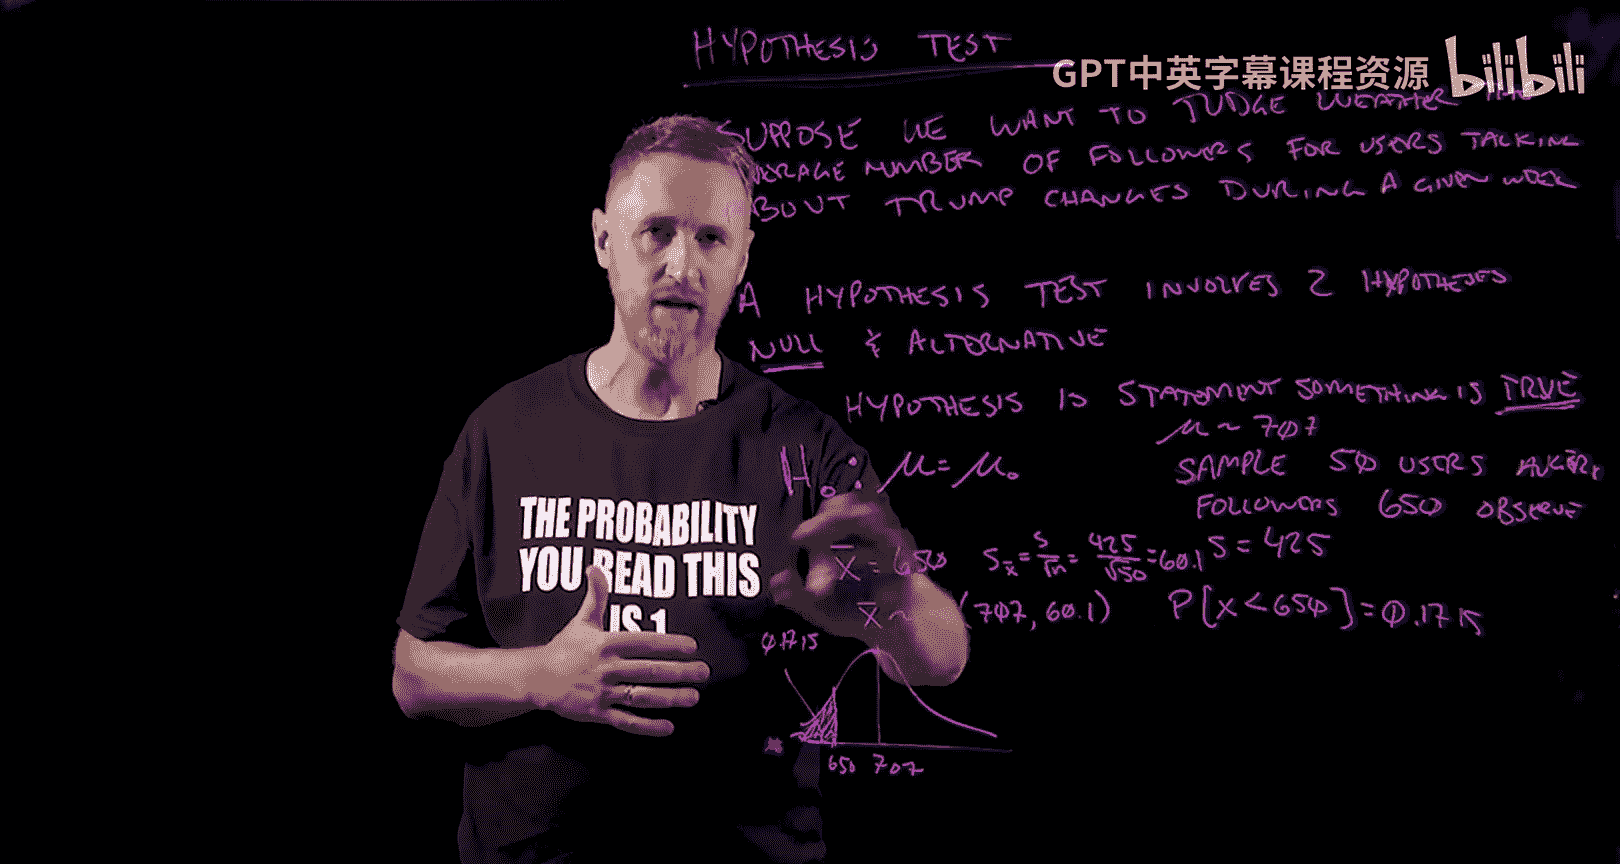 HYPOTHESIS TEST
GPT中英字幕课程资源 bilibili
SUPPOSE WE WANT TO JUDGE WEATHER
AVERAGE NUMBER OF FOLLOWERS FOR USERS TALKING
ABOUT TRUMP CHANGES DURING A GIVEN WEEK
A HYPOTHESIS TEST INVOLVES 2 HYPOTHESES
NULL & ALTERNATIVE
HYPOTHESIS IS STATEMENT SOMETHING IS TRUE
μ ~ 707
H₀: μ = μ₀
SAMPLE 50 USERS
FOLLOWERS 650 OBSERVE
x̄ = 650 Sx̄ = s/√n = 425/√50 = 60.1 S = 425
x̄ ~ (707, 60.1) P[X < 650] = 0.1715
0.1715
650 707
THE PROBABILITY
YOU READ THIS
IS 1